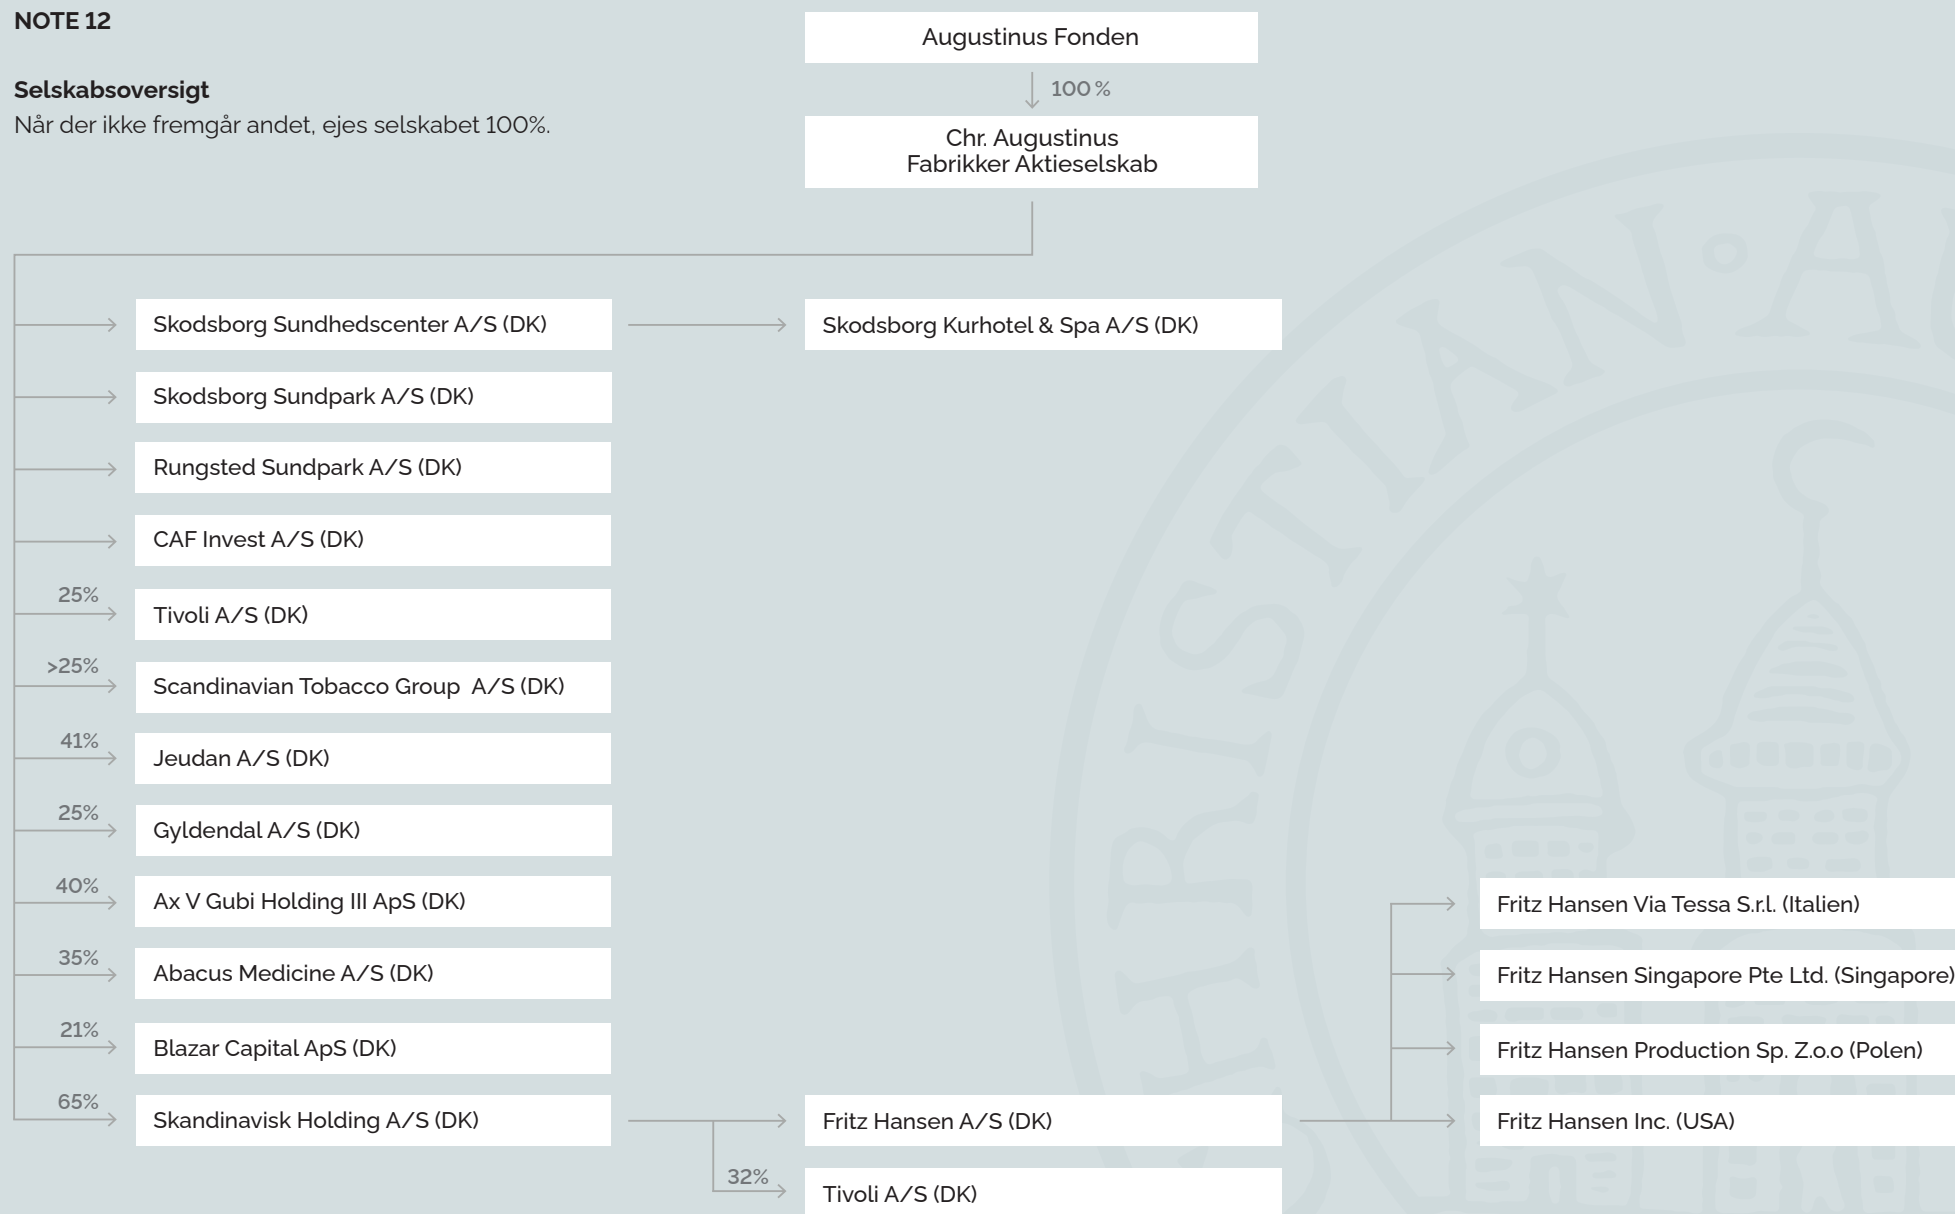 NOTE 12
Augustinus Fonden
Selskabsoversigt
100 %
Når der ikke fremgår andet, ejes selskabet 100%.
Chr. Augustinus
Fabrikker Aktieselskab
Skodsborg Sundhedscenter A/S (DK)
Skodsborg Kurhotel & Spa A/S (DK)
Skodsborg Sundpark A/S (DK)
Rungsted Sundpark A/S (DK)
CAF Invest A/S (DK)
25%
Tivoli A/S (DK)
>25%
Scandinavian Tobacco Group A/S (DK)
41%
Jeudan A/S (DK)
25%
Gyldendal A/S (DK)
40%
Ax V Gubi Holding III ApS (DK)
35%
Abacus Medicine A/S (DK)
21%
Blazar Capital ApS (DK)
65%
Skandinavisk Holding A/S (DK)
Fritz Hansen A/S (DK)
32%
Tivoli A/S (DK)
Fritz Hansen Via Tessa S.r.l. (Italien)
Fritz Hansen Singapore Pte Ltd. (Singapore)
Fritz Hansen Production Sp. Z.o.o (Polen)
Fritz Hansen Inc. (USA)